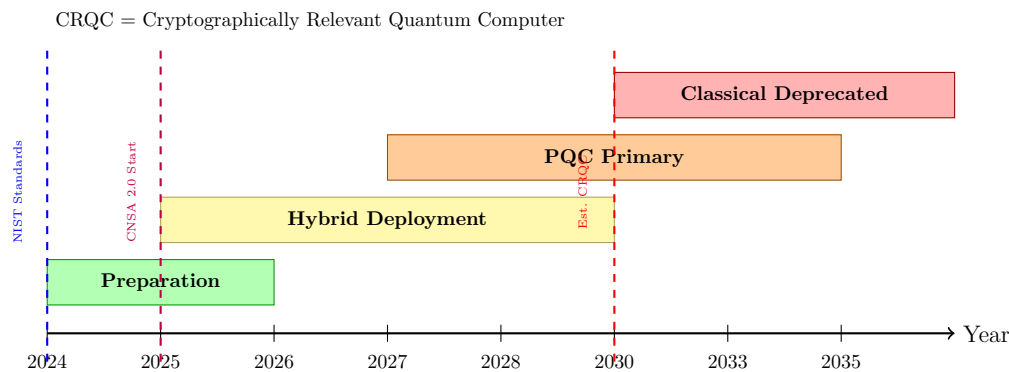 CRQC = Cryptographically Relevant Quantum Computer
Classical Deprecated
PQC Primary
Hybrid Deployment
Preparation
NIST Standards
CNSA 2.0 Start
Est. CRQC
Year
2024 2025 2026 2027 2028 2030 2033 2035